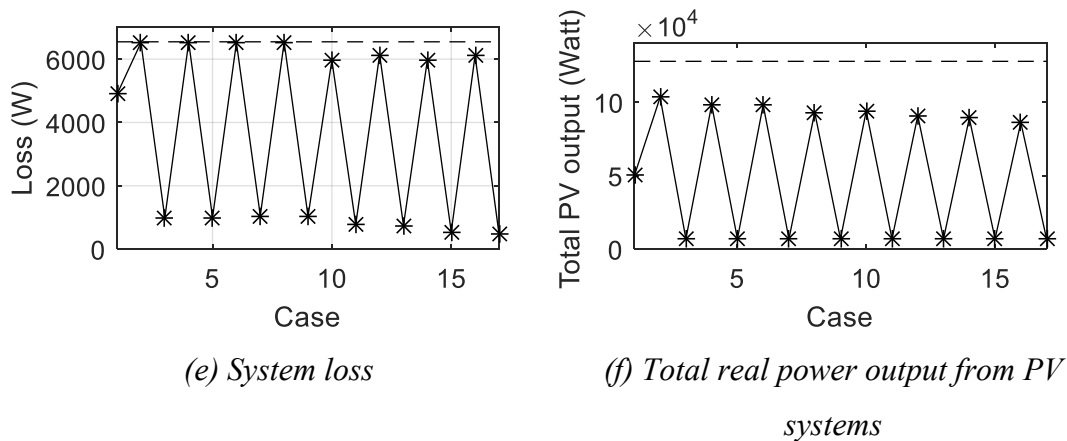 6000
4000
2000
0
Loss (W)
5
10
15
Case
(e) System loss
×10⁴
10
5
0
Total PV output (Watt)
5
10
15
Case
(f) Total real power output from PV
systems